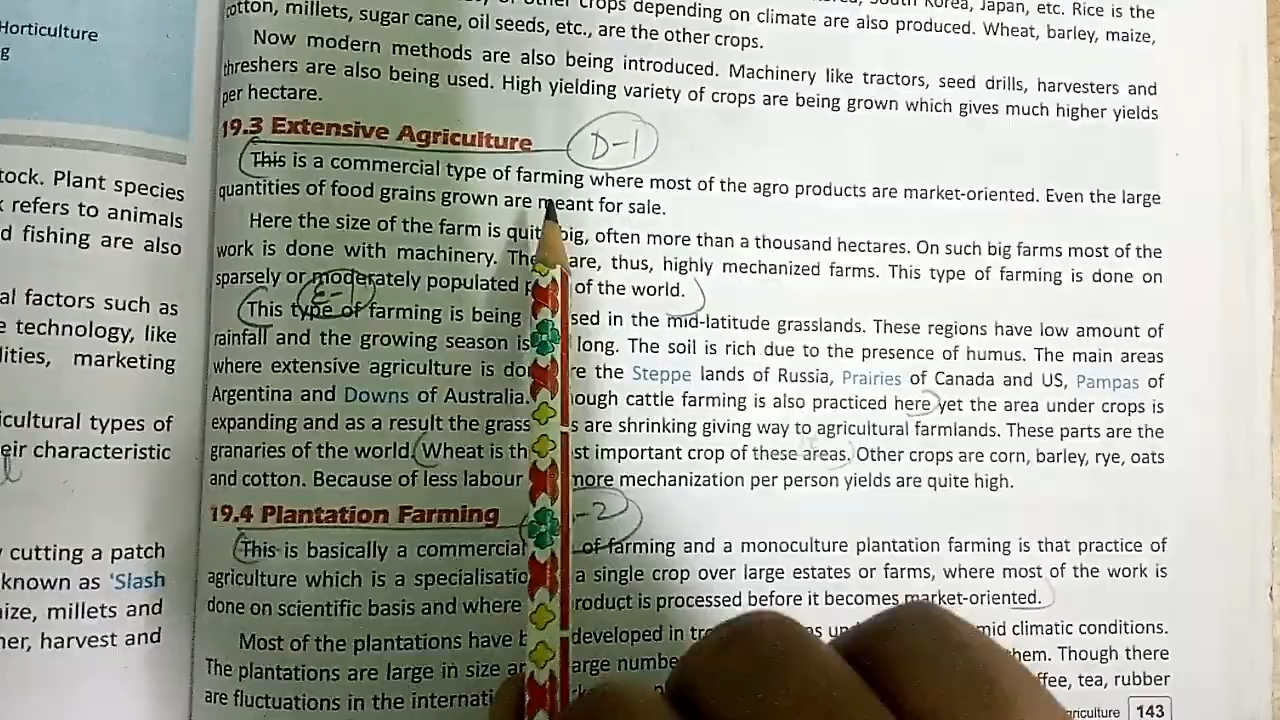 Horticulture
g
tock. Plant species
k refers to animals
d fishing are also
al factors such as
e technology, like
lities, marketing
icultural types of
eir characteristic
cutting a patch
known as 'Slash
aize, millets and
ner, harvest and
crops depending on climate are also produced. Wheat, barley, maize,
South Korea, Japan, etc. Rice is the
cotton, millets, sugar cane, oil seeds, etc., are the other crops.
Now modern methods are also being introduced. Machinery like tractors, seed drills, harvesters and
threshers are also being used. High yielding variety of crops are being grown which gives much higher yields
per hectare.
19.3 Extensive Agriculture D-1
This is a commercial type of farming where most of the agro products are market-oriented. Even the large
quantities of food grains grown are meant for sale.
Here the size of the farm is quit big, often more than a thousand hectares. On such big farms most of the
work is done with machinery. The are, thus, highly mechanized farms. This type of farming is done on
sparsely or moderately populated of the world.
E-1
This type of farming is being sed in the mid-latitude grasslands. These regions have low amount of
rainfall and the growing season is long. The soil is rich due to the presence of humus. The main areas
where extensive agriculture is do re the Steppe lands of Russia, Prairies of Canada and US, Pampas of
Argentina and Downs of Australia. hough cattle farming is also practiced here yet the area under crops is
expanding and as a result the grass s are shrinking giving way to agricultural farmlands. These parts are the
granaries of the world. Wheat is th st important crop of these areas. Other crops are corn, barley, rye, oats
and cotton. Because of less labour more mechanization per person yields are quite high.
19.4 Plantation Farming -2
This is basically a commercial of farming and a monoculture plantation farming is that practice of
agriculture which is a specialisatio a single crop over large estates or farms, where most of the work is
done on scientific basis and where roduct is processed before it becomes market-oriented.
Most of the plantations have b developed in tro mid climatic conditions.
The plantations are large in size ar arge numbe hem. Though there
are fluctuations in the internati ffee, tea, rubber
riculture 143